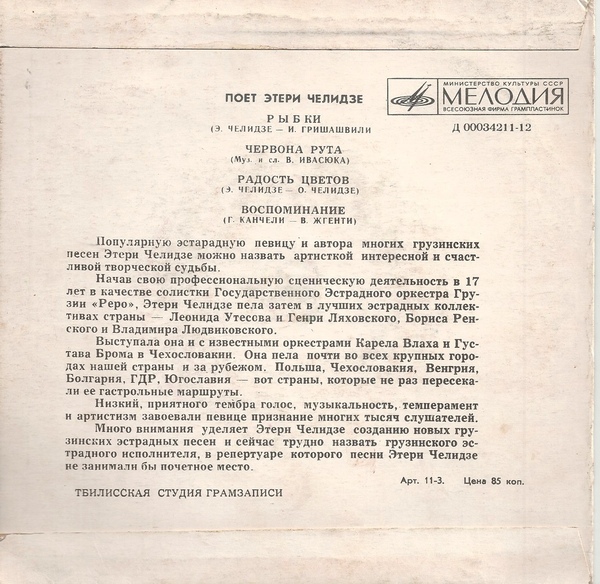 ПОЕТ ЭТЕРИ ЧЕЛИДЗЕ
МИНИСТЕРСТВО КУЛЬТУРЫ СССР
МЕЛОДИЯ
ВСЕСОЮЗНАЯ ФИРМА ГРАМПЛАСТИНОК
Д 00034211-12
РЫБКИ
(Э. ЧЕЛИДЗЕ — И. ГРИШАШВИЛИ
ЧЕРВОНА РУТА
(Муз. и сл. В. ИВАСЮКА)
РАДОСТЬ ЦВЕТОВ
(Э. ЧЕЛИДЗЕ — О. ЧЕЛИДЗЕ)
ВОСПОМИНАНИЕ
(Г. КАНЧЕЛИ — В. ЖГЕНТИ)
Популярную эстарадную певицу и автора многих грузинских
песен Этери Челидзе можно назвать артисткой интересной и счаст-
ливой творческой судьбы.
Начав свою профессиональную сценическую деятельность в 17
лет в качестве солистки Государственного Эстрадного оркестра Гру-
зии «Реро», Этери Челидзе пела затем в лучших эстрадных коллек-
тивах страны — Леонида Утесова и Генри Ляховского, Бориса Рен-
ского и Владимира Людвиковского.
Выступала она и с известными оркестрами Карела Влаха и Гус-
тава Брома в Чехословакии. Она пела почти во всех крупных горо-
дах нашей страны и за рубежом. Польша, Чехословакия, Венгрия,
Болгария, ГДР, Югославия — вот страны, которые не раз пересека-
ли ее гастрольные маршруты.
Низкий, приятного тембра голос, музыкальность, темперамент
и артистизм завоевали певице признание многих тысяч слушателей.
Много внимания уделяет Этери Челидзе созданию новых гру-
зинских эстрадных песен и сейчас трудно назвать грузинского эс-
традного исполнителя, в репертуаре которого песни Этери Челидзе
не занимали бы почетное место.
Арт. 11-3. Цена 85 коп.
ТБИЛИССКАЯ СТУДИЯ ГРАМЗАПИСИ